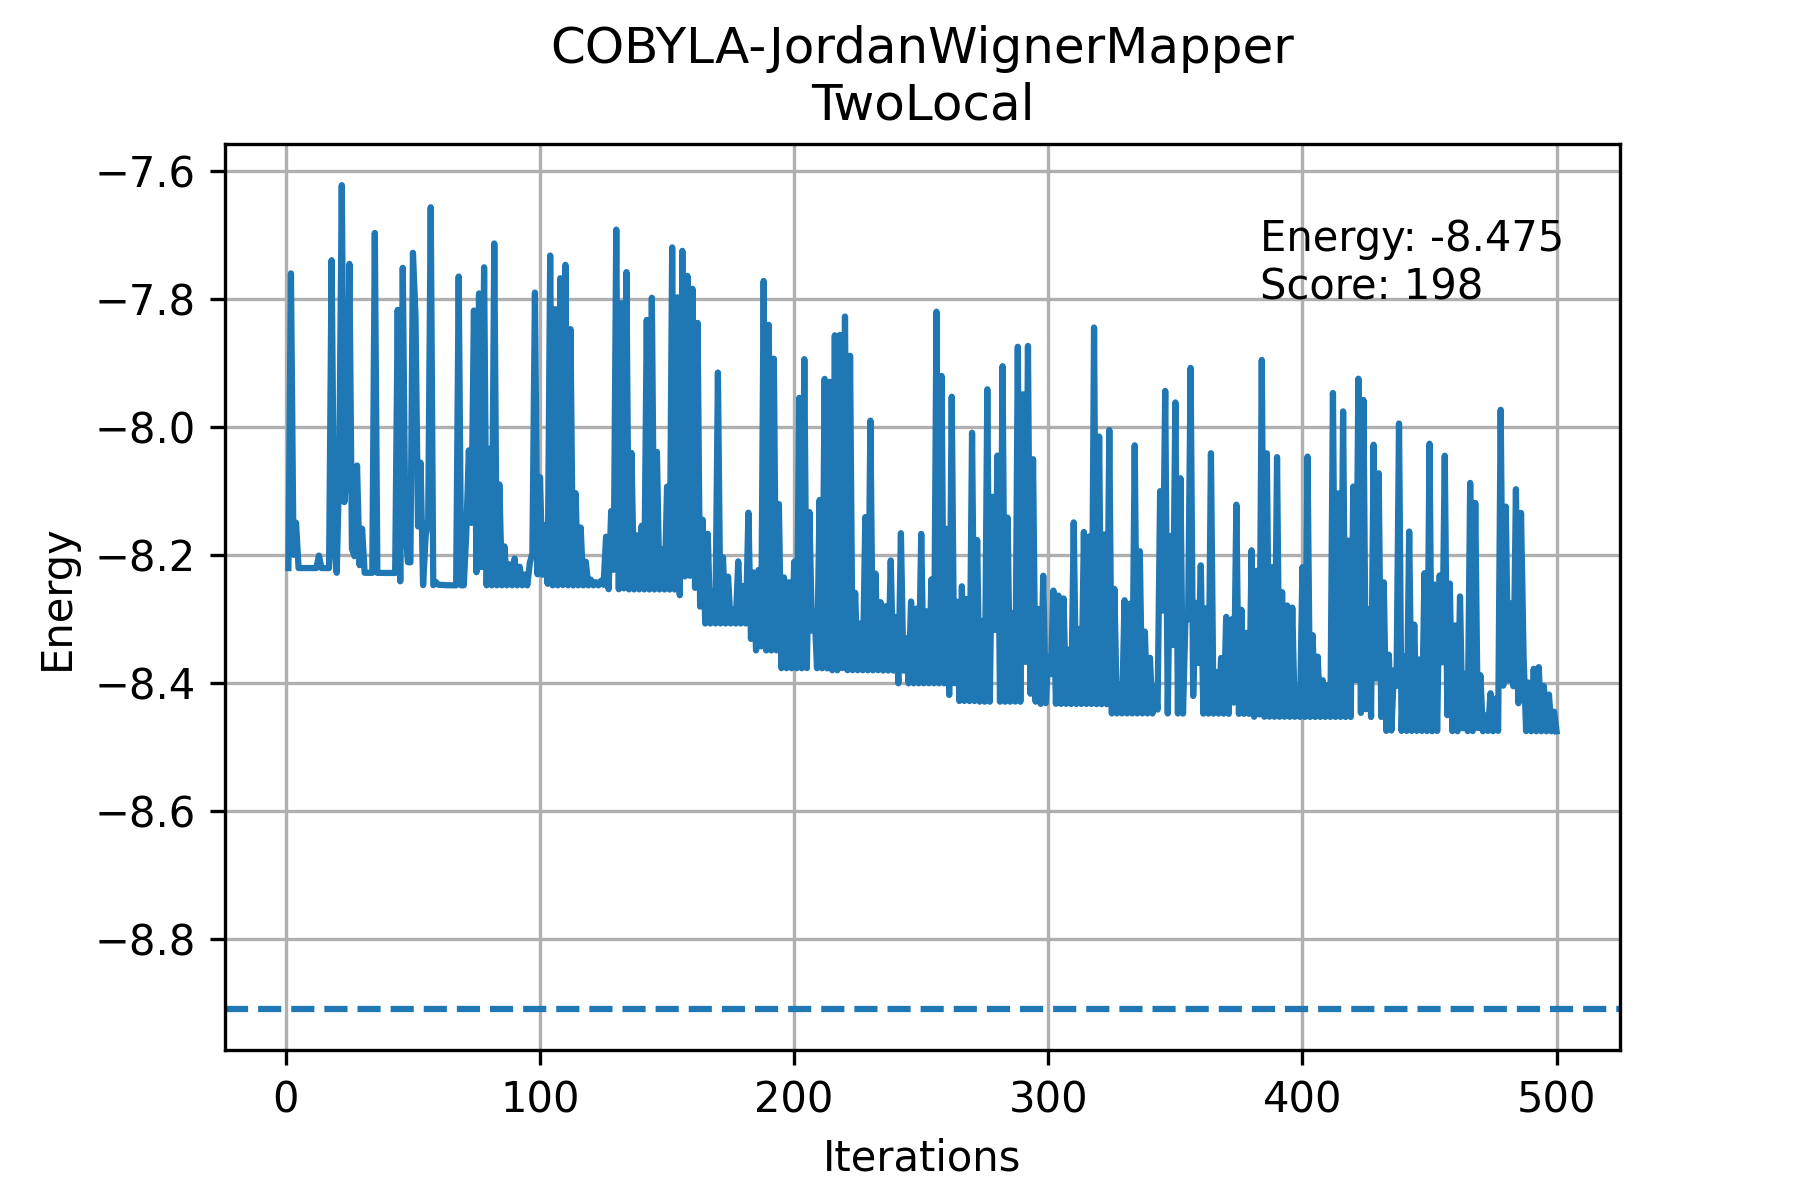 COBYLA-JordanWignerMapper
TwoLocal
Energy: -8.475
Score: 198
Energy
−7.6
−7.8
−8.0
−8.2
−8.4
−8.6
−8.8
0 100 200 300 400 500
Iterations